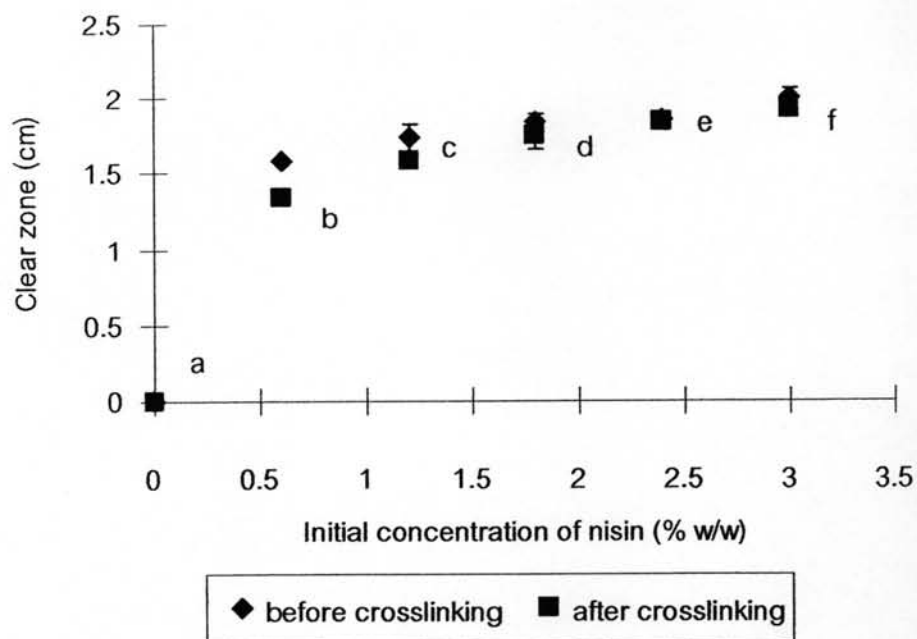 2.5
2
1.5
1
0.5
0
Clear zone (cm)
a
b
c
d
e
f
0 0.5 1 1.5 2 2.5 3 3.5
Initial concentration of nisin (% w/w)
before crosslinking after crosslinking